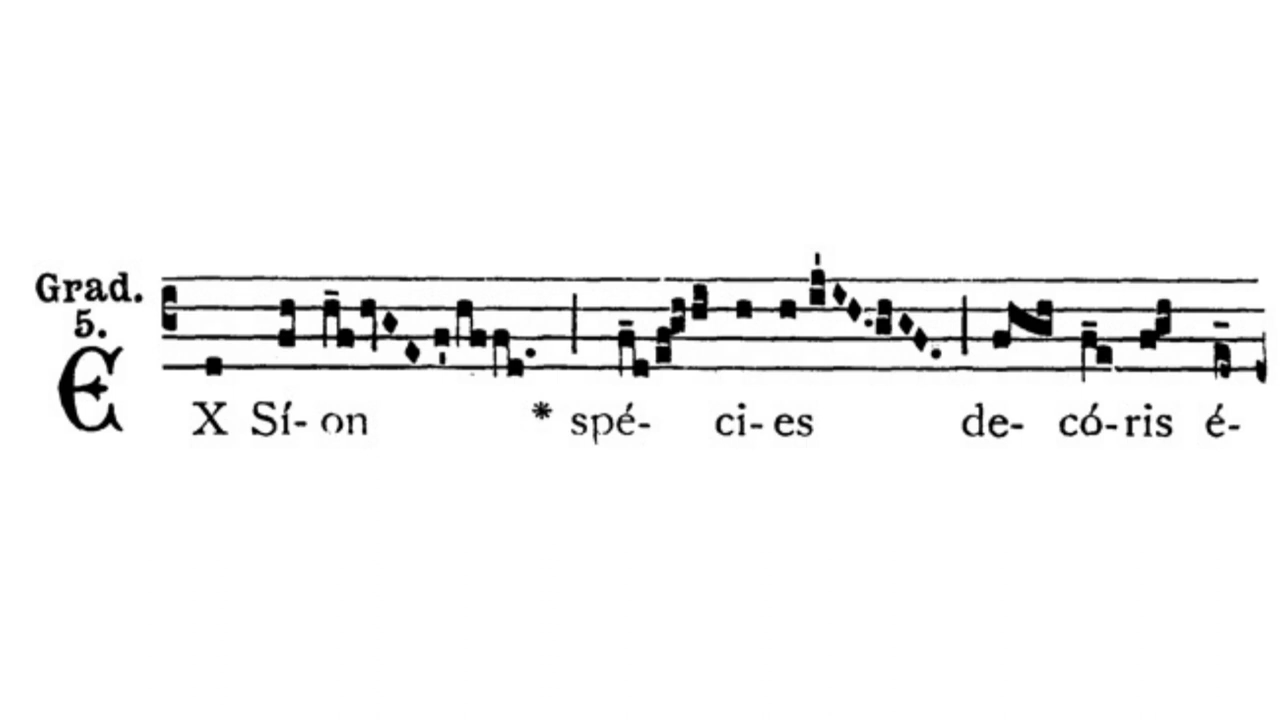 Grad.
5.
EX Sí- on * spé- ci- es de- có- ris é-